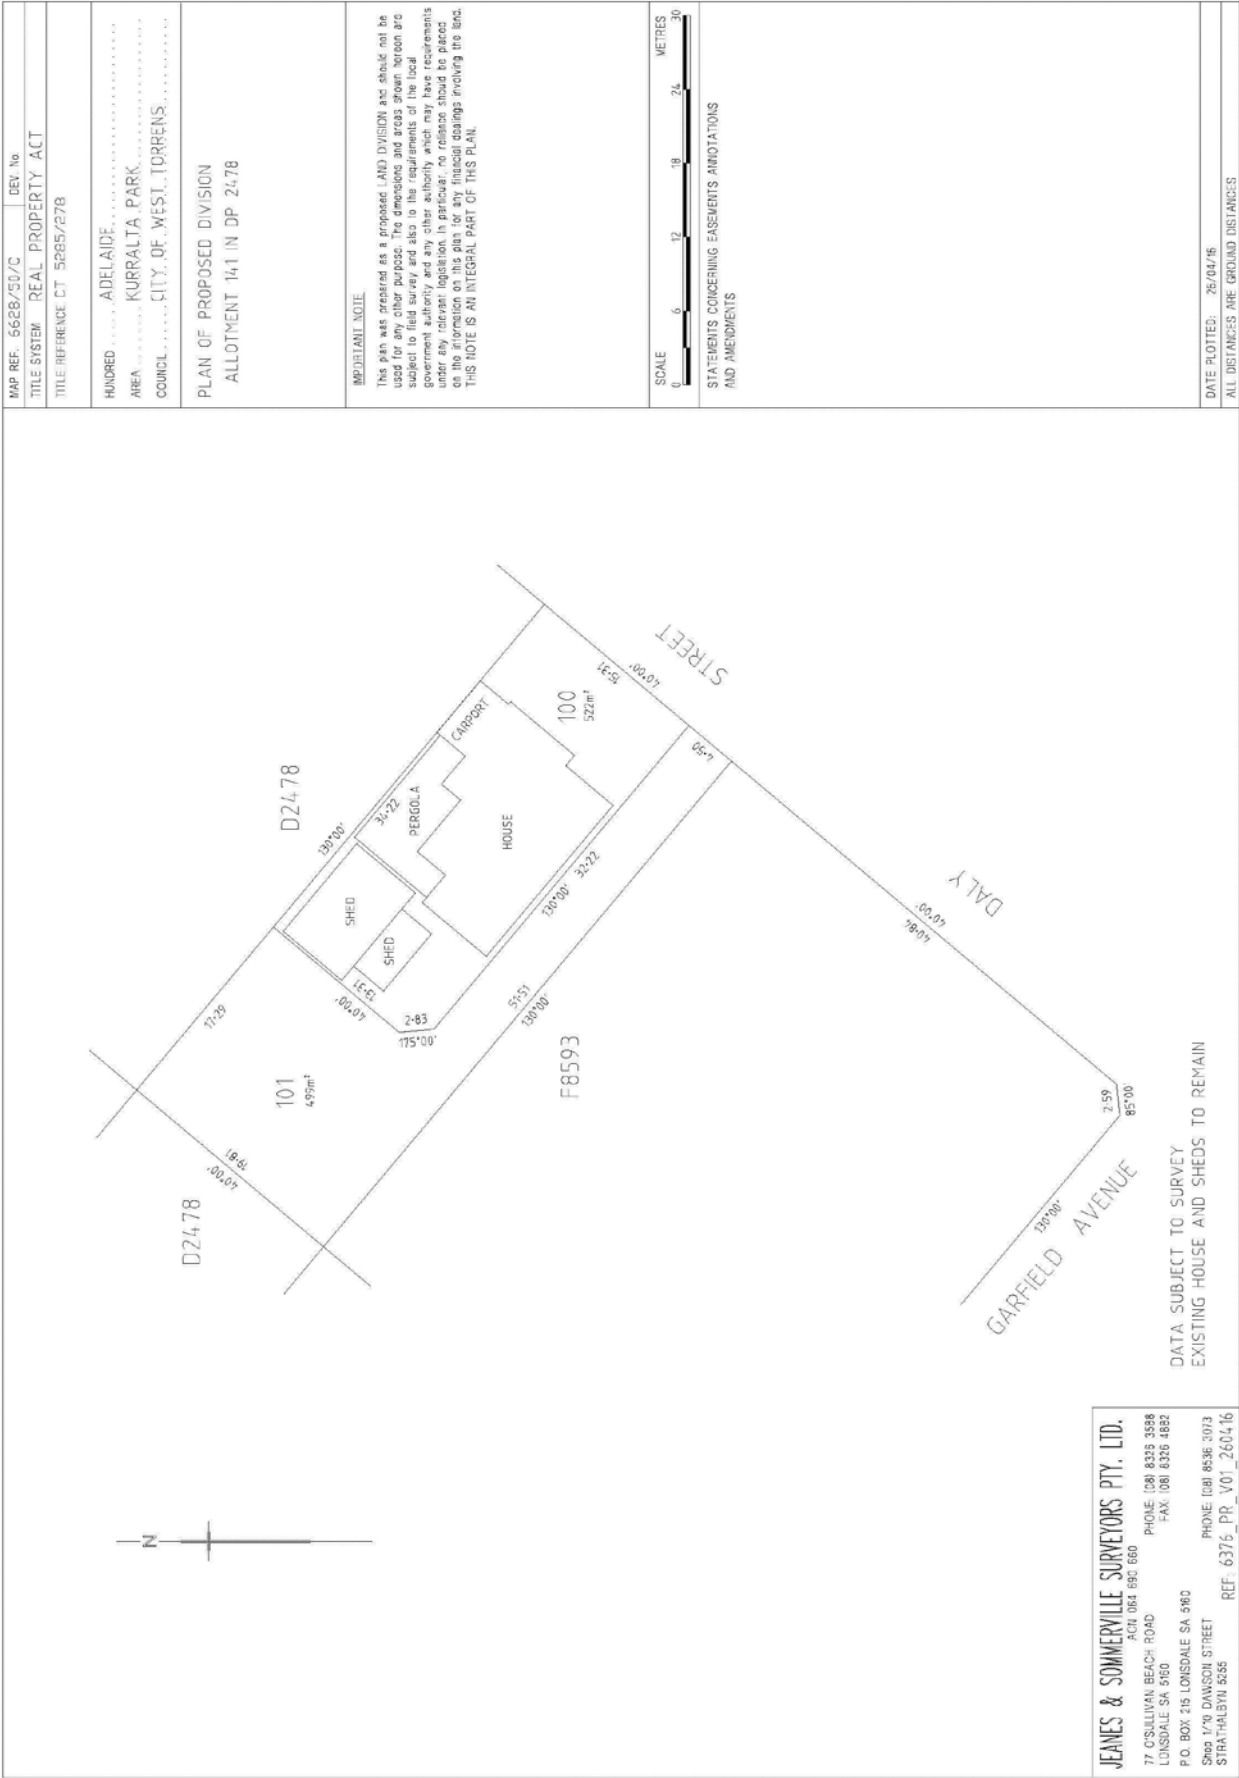 MAP REF. 6628/50/C DEV. No.
TITLE SYSTEM REAL PROPERTY ACT
TITLE REFERENCE CT 5285/278
HUNDRED ADELAIDE
AREA KURRALTA PARK
COUNCIL CITY OF WEST TORRENS
PLAN OF PROPOSED DIVISION
ALLOTMENT 141 IN DP 2478
IMPORTANT NOTE
This plan was prepared as a proposed LAND DIVISION and should not be
used for any other purpose. The dimensions and areas shown hereon are
subject to field survey and also to the requirements of the local
government authority and any other authority which may have requirements
under any relevant legislation. In particular, no reliance should be placed
on the information on this plan for any financial dealings involving the land.
THIS NOTE IS AN INTEGRAL PART OF THIS PLAN.
SCALE METRES
0 6 12 18 24 30
STATEMENTS CONCERNING EASEMENTS ANNOTATIONS
AND AMENDMENTS
DATE PLOTTED: 26/04/16
ALL DISTANCES ARE GROUND DISTANCES
N
D2478
D2478
F8593
101
499m²
100
522m²
17·29
130°00'
34·22
19·81
40°00'
SHED
SHED
PERGOLA
CARPORT
HOUSE
13·31
40°00'
2·83
175°00'
130°00' 32·22
51·51
130°00'
15·31
40°00'
4·50
STREET
DALY
40°00'
40·84
2·59
85°00'
130°00'
GARFIELD AVENUE
DATA SUBJECT TO SURVEY
EXISTING HOUSE AND SHEDS TO REMAIN
JEANES & SOMMERVILLE SURVEYORS PTY. LTD.
ACN 064 690 660
77 O'SULLIVAN BEACH ROAD PHONE: (08) 8326 3588
LONSDALE SA 5160 FAX: (08) 8326 4882
P.O. BOX 215 LONSDALE SA 5160
Shop 1/10 DAWSON STREET PHONE: (08) 8536 3073
STRATHALBYN 5255
REF: 6376_PR_V01_260416